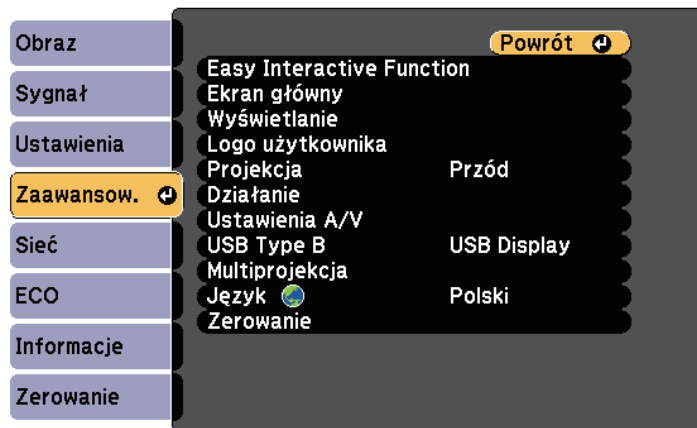 Obraz
Sygnał
Ustawienia
Zaawansow.
Sieć
ECO
Informacje
Zerowanie
Powrót
Easy Interactive Function
Ekran główny
Wyświetlanie
Logo użytkownika
Projekcja Przód
Działanie
Ustawienia A/V
USB Type B USB Display
Multiprojekcja
Język Polski
Zerowanie